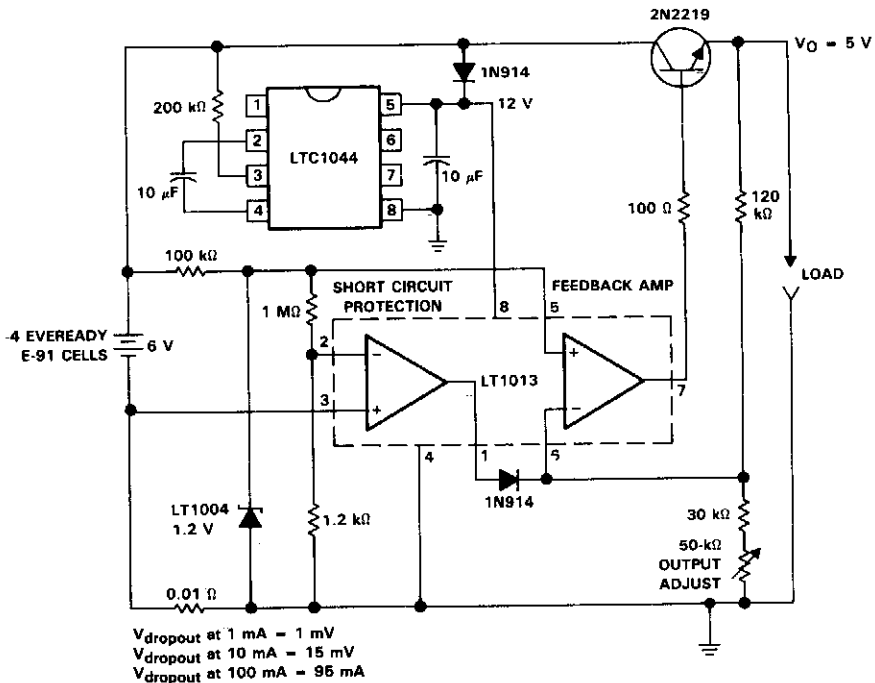 2N2219
V_O = 5 V
1N914
200 kΩ
1
2
3
4
LTC1044
5
6
7
8
12 V
10 µF
10 µF
100 Ω
120
kΩ
100 kΩ
LOAD
SHORT CIRCUIT
PROTECTION
FEEDBACK AMP
1 MΩ
8
5
-4 EVEREADY
E-91 CELLS
6 V
2
−
3
+
LT1013
+
−
7
4
1
6
1N914
LT1004
1.2 V
1.2 kΩ
30 kΩ
50-kΩ
OUTPUT
ADJUST
0.01 Ω
Vdropout at 1 mA = 1 mV
Vdropout at 10 mA = 15 mV
Vdropout at 100 mA = 95 mA